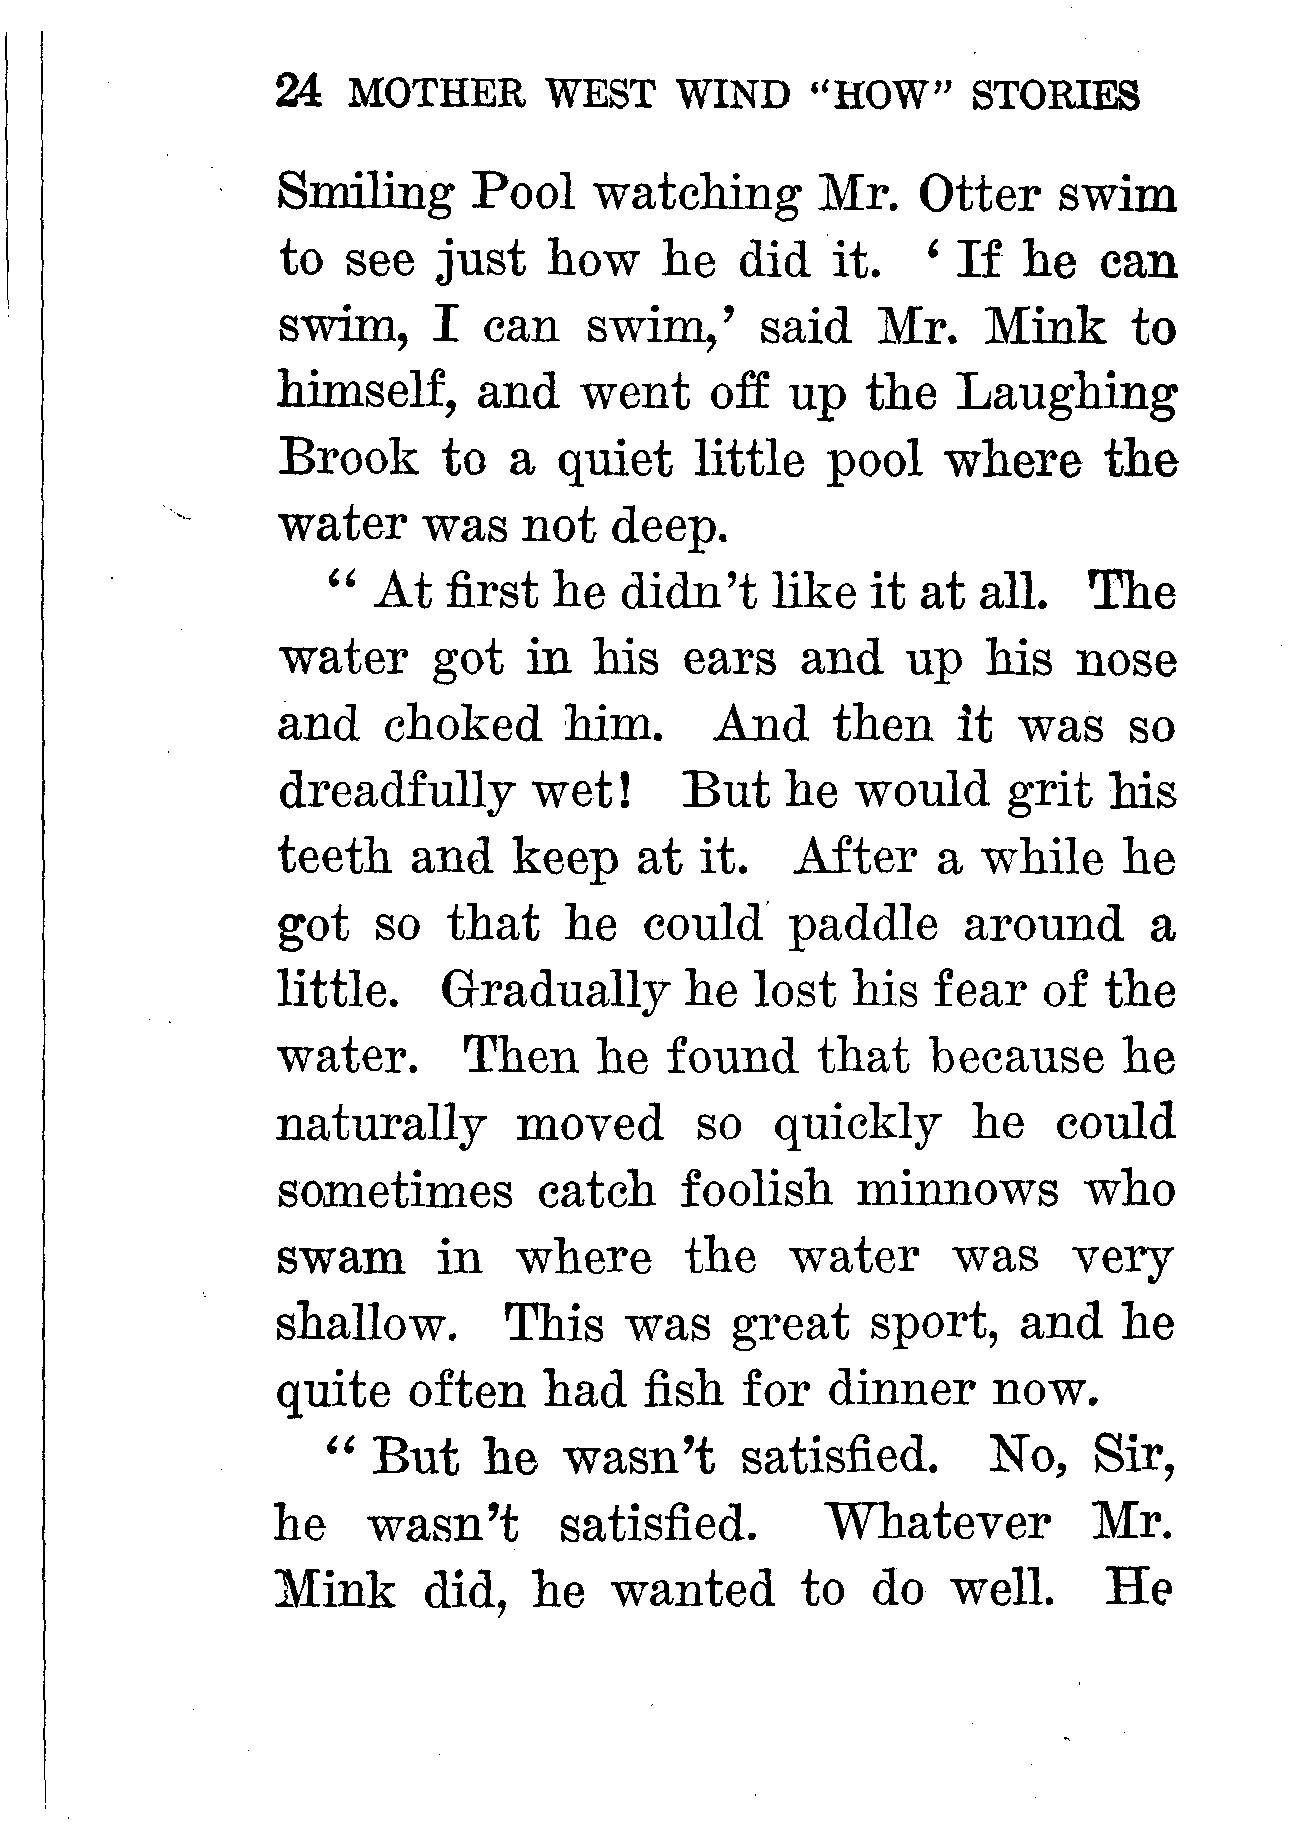 24 MOTHER WEST WIND "HOW" STORIES
Smiling Pool watching Mr. Otter swim
to see just how he did it. ‘ If he can
swim, I can swim,’ said Mr. Mink to
himself, and went off up the Laughing
Brook to a quiet little pool where the
water was not deep.
“ At first he didn’t like it at all. The
water got in his ears and up his nose
and choked him. And then it was so
dreadfully wet! But he would grit his
teeth and keep at it. After a while he
got so that he could paddle around a
little. Gradually he lost his fear of the
water. Then he found that because he
naturally moved so quickly he could
sometimes catch foolish minnows who
swam in where the water was very
shallow. This was great sport, and he
quite often had fish for dinner now.
“ But he wasn’t satisfied. No, Sir,
he wasn’t satisfied. Whatever Mr.
Mink did, he wanted to do well. He